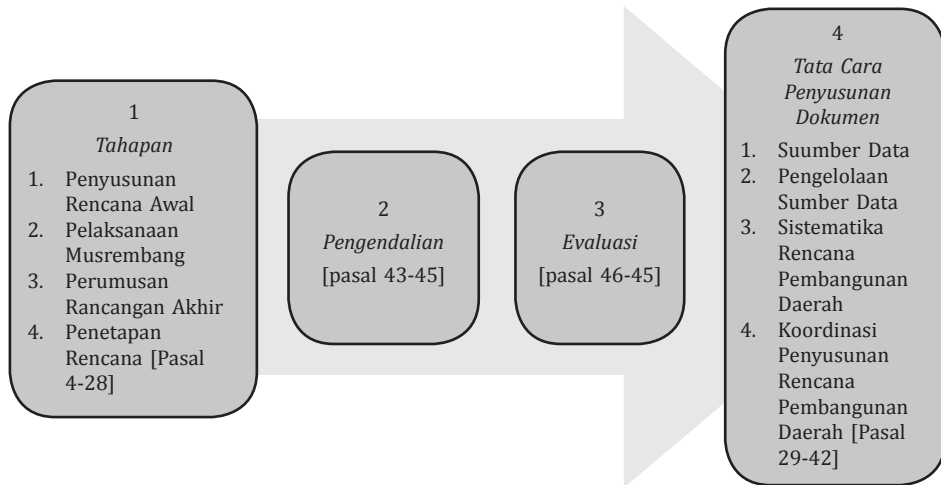 1
Tahapan
1. Penyusunan
Rencana Awal
2. Pelaksanaan
Musrembang
3. Perumusan
Rancangan Akhir
4. Penetapan
Rencana [Pasal
4-28]
2
Pengendalian
[pasal 43-45]
3
Evaluasi
[pasal 46-45]
4
Tata Cara
Penyusunan
Dokumen
1. Suumber Data
2. Pengelolaan
Sumber Data
3. Sistematika
Rencana
Pembangunan
Daerah
4. Koordinasi
Penyusunan
Rencana
Pembangunan
Daerah [Pasal
29-42]